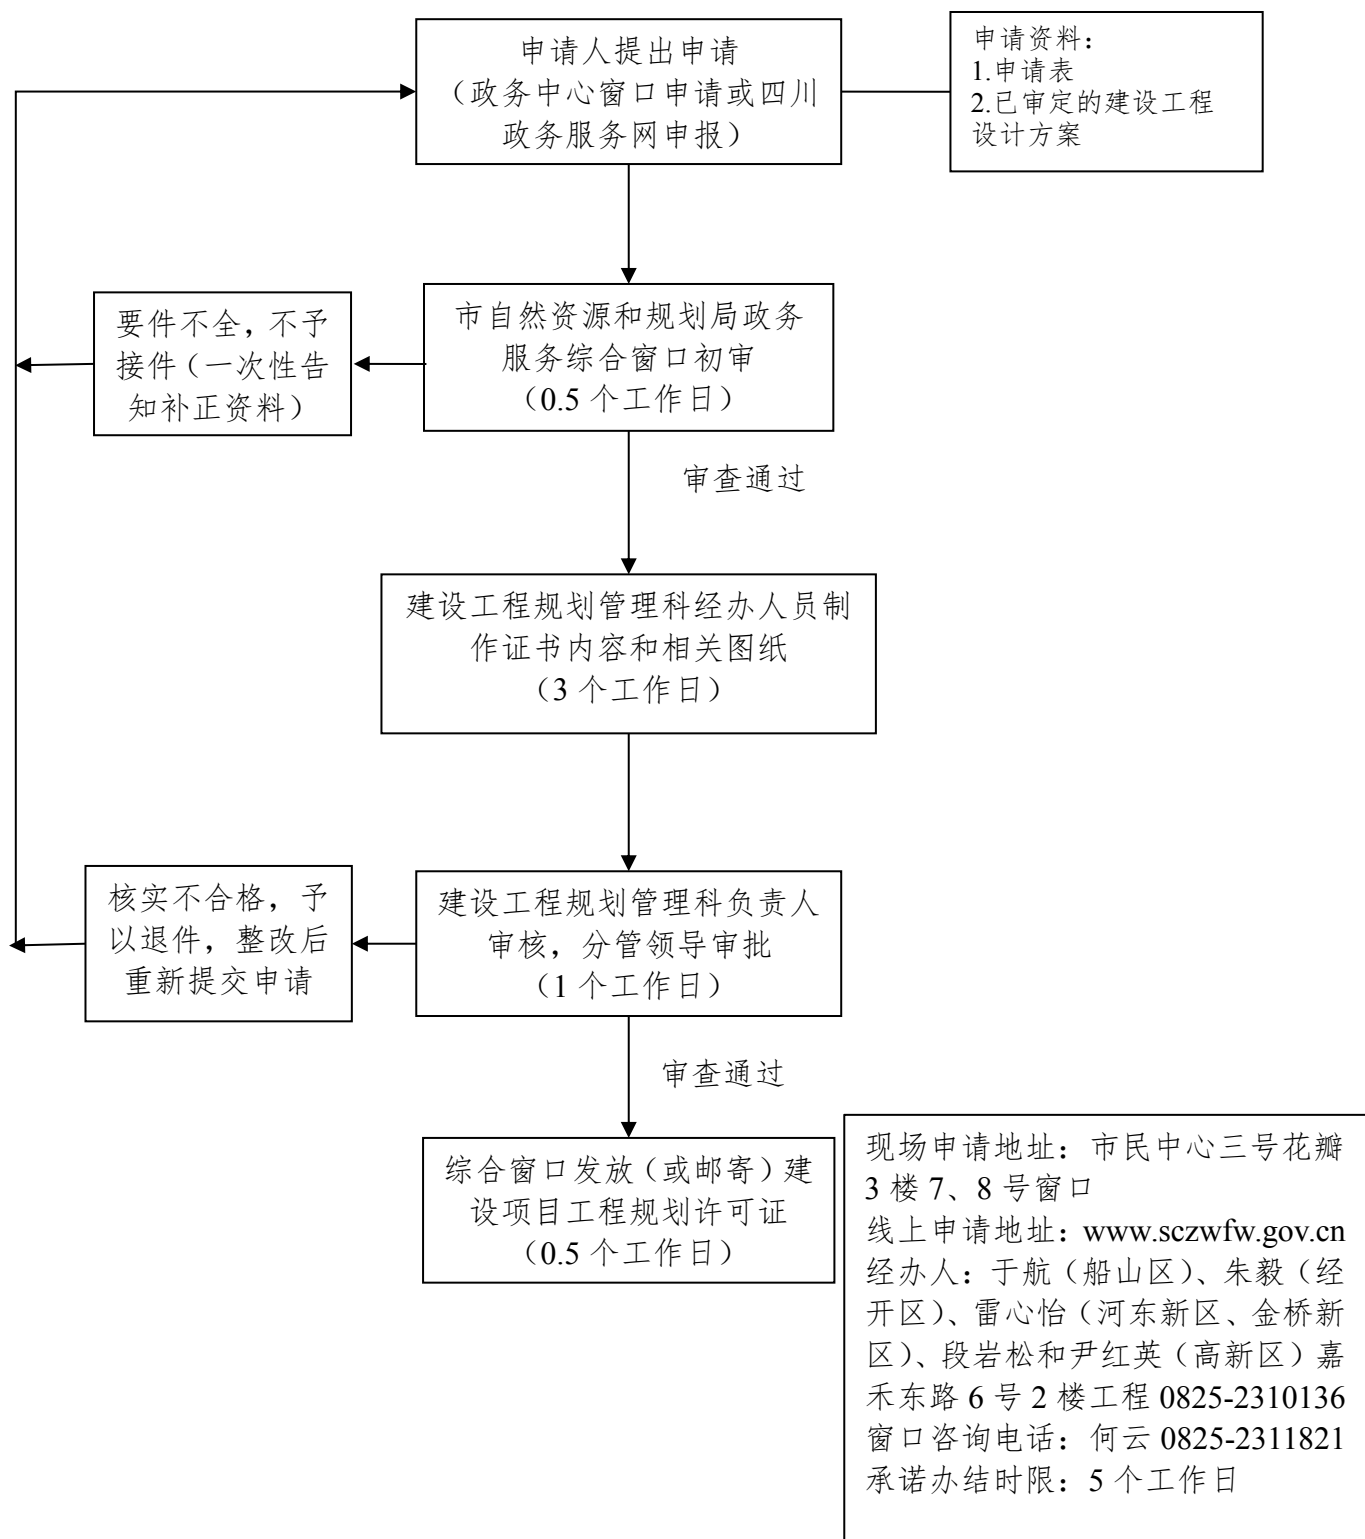 申请人提出申请
（政务中心窗口申请或四川
政务服务网申报）
申请资料：
1.申请表
2.已审定的建设工程
设计方案
要件不全，不予
接件（一次性告
知补正资料）
市自然资源和规划局政务
服务综合窗口初审
（0.5 个工作日）
审查通过
建设工程规划管理科经办人员制
作证书内容和相关图纸
（3 个工作日）
核实不合格，予
以退件，整改后
重新提交申请
建设工程规划管理科负责人
审核，分管领导审批
（1 个工作日）
审查通过
综合窗口发放（或邮寄）建
设项目工程规划许可证
（0.5 个工作日）
现场申请地址：市民中心三号花瓣
3 楼 7、8 号窗口
线上申请地址：www.sczwfw.gov.cn
经办人：于航（船山区）、朱毅（经
开区）、雷心怡（河东新区、金桥新
区）、段岩松和尹红英（高新区）嘉
禾东路 6 号 2 楼工程 0825-2310136
窗口咨询电话：何云 0825-2311821
承诺办结时限：5 个工作日